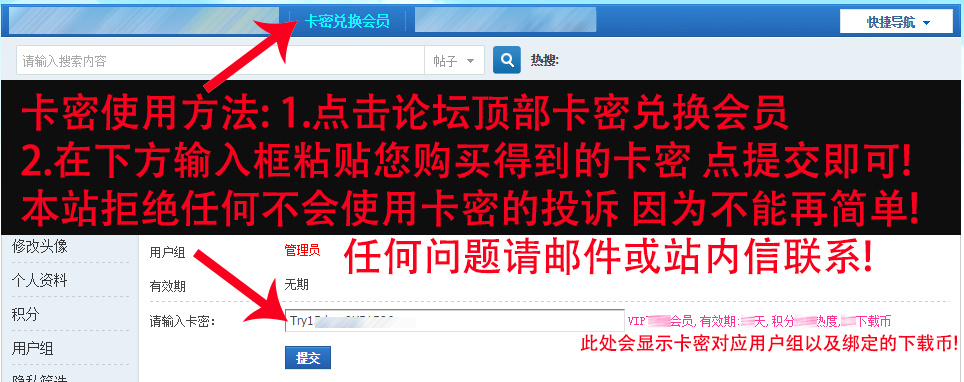 卡密兑换会员
快捷导航
请输入搜索内容 帖子 热搜:
卡密使用方法: 1.点击论坛顶部卡密兑换会员
2.在下方输入框粘贴您购买得到的卡密 点提交即可!
本站拒绝任何不会使用卡密的投诉 因为不能再简单!
任何问题请邮件或站内信联系!
修改头像
个人资料
积分
用户组
隐私筛选
用户组 管理员
有效期 无期
请输入卡密: VIP 会员, 有效期: 天, 积分 热度, 下载币
此处会显示卡密对应用户组以及绑定的下载币!
提交